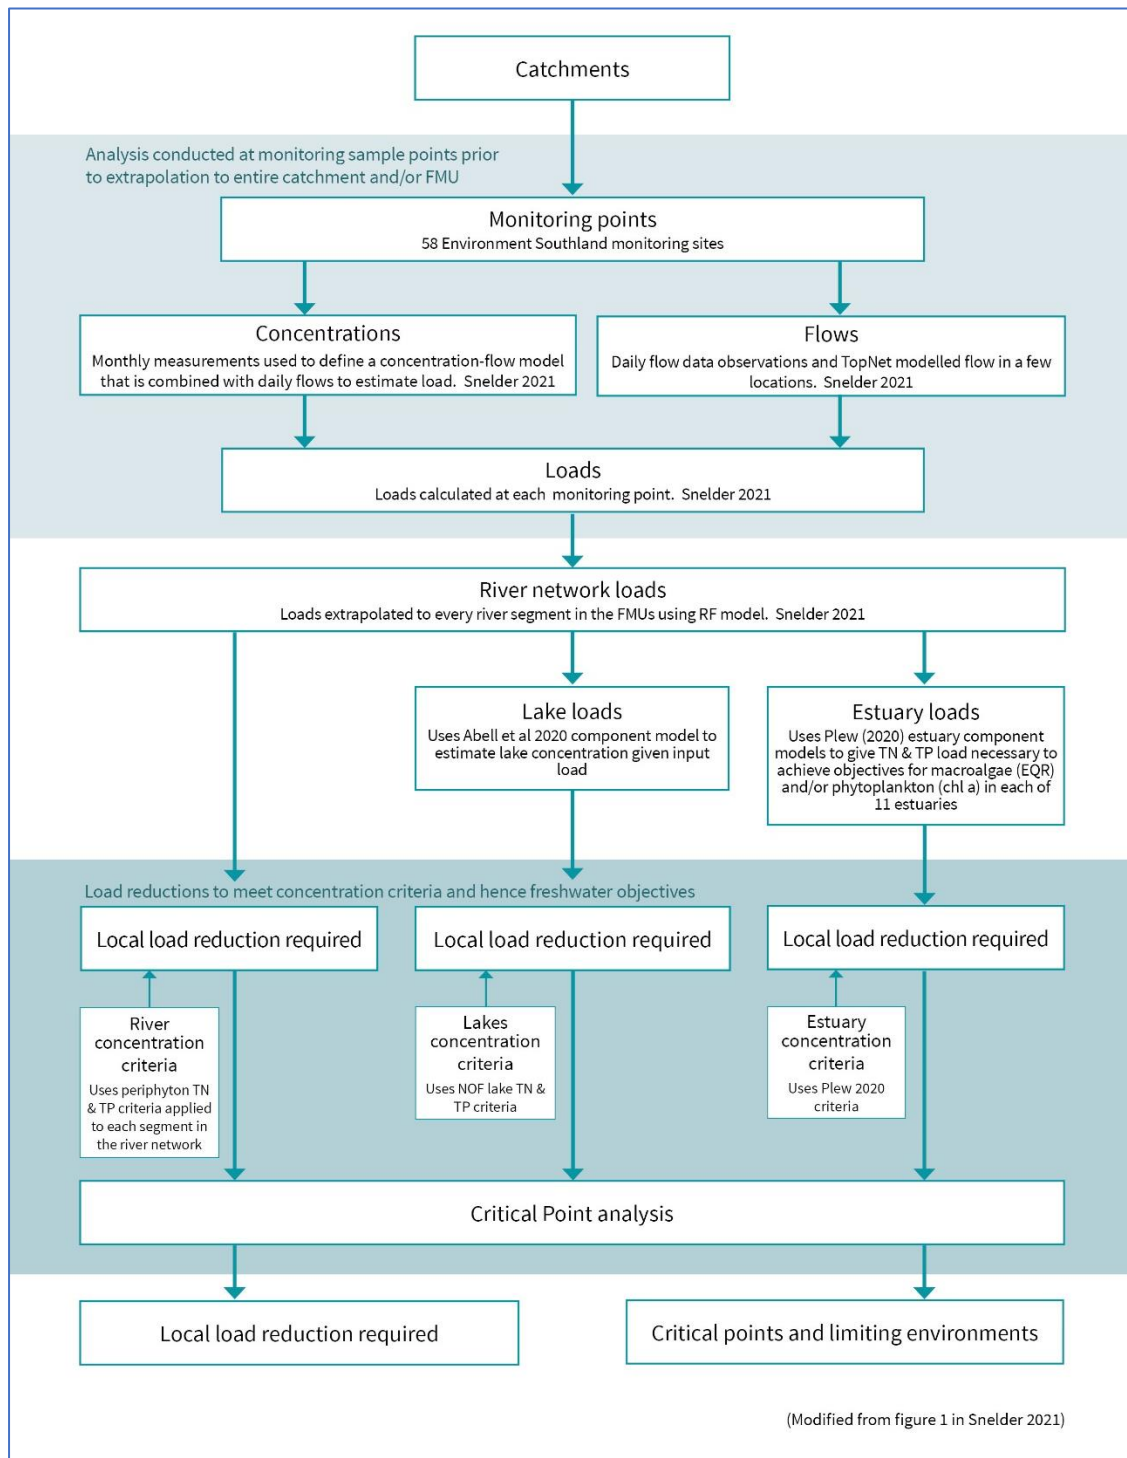 Catchments
Analysis conducted at monitoring sample points prior
to extrapolation to entire catchment and/or FMU
Monitoring points
58 Environment Southland monitoring sites
Concentrations
Monthly measurements used to define a concentration-flow model
that is combined with daily flows to estimate load. Snelder 2021
Flows
Daily flow data observations and TopNet modelled flow in a few
locations. Snelder 2021
Loads
Loads calculated at each monitoring point. Snelder 2021
River network loads
Loads extrapolated to every river segment in the FMUs using RF model. Snelder 2021
Lake loads
Uses Abell et al 2020 component model to
estimate lake concentration given input
load
Estuary loads
Uses Plew (2020) estuary component
models to give TN & TP load necessary to
achieve objectives for macroalgae (EQR)
and/or phytoplankton (chl a) in each of
11 estuaries
Load reductions to meet concentration criteria and hence freshwater objectives
Local load reduction required
Local load reduction required
Local load reduction required
River
concentration
criteria
Uses periphyton TN
& TP criteria applied
to each segment in
the river network
Lakes
concentration
criteria
Uses NOF lake TN &
TP criteria
Estuary
concentration
criteria
Uses Plew 2020
criteria
Critical Point analysis
Local load reduction required
Critical points and limiting environments
(Modified from figure 1 in Snelder 2021)